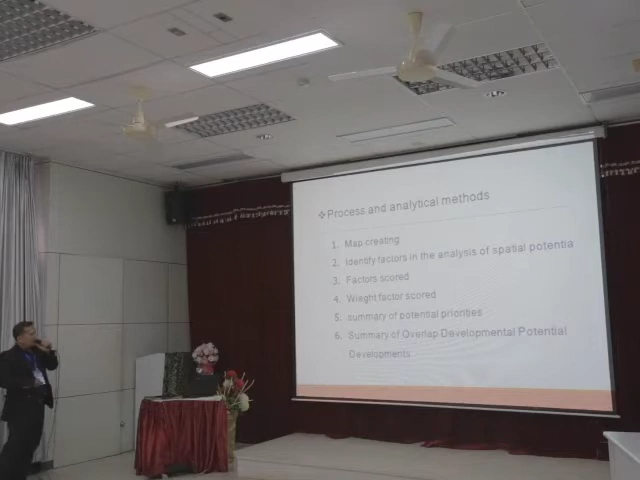 ❖Process and analytical methods
1. Map creating
2. Identify factors in the analysis of spatial potentia
3. Factors scored
4. Wieght factor scored
5. summary of potential priorities
6. Summary of Overlap Developmental Potential
Developments